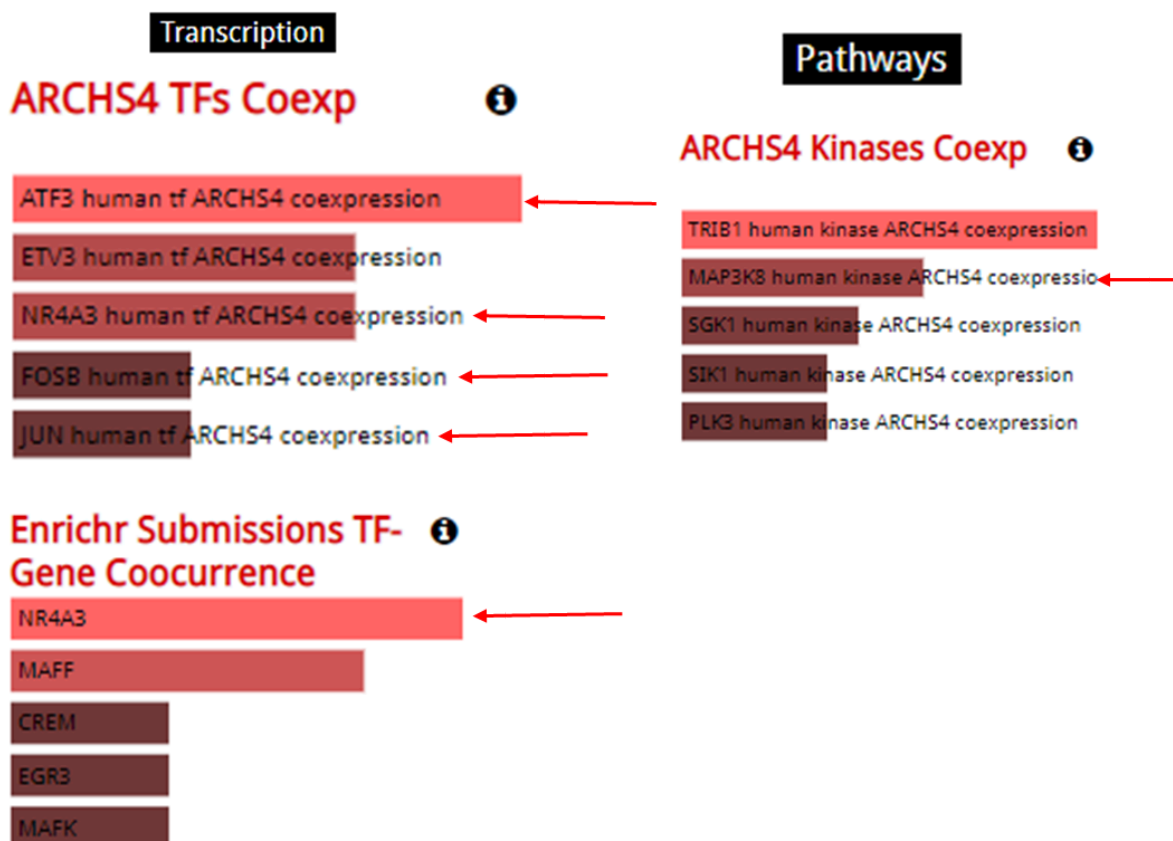 Transcription
ARCHS4 TFs Coexp
ATF3 human tf ARCHS4 coexpression
ETV3 human tf ARCHS4 coexpression
NR4A3 human tf ARCHS4 coexpression
FOSB human tf ARCHS4 coexpression
JUN human tf ARCHS4 coexpression
Enrichr Submissions TF-
Gene Coocurrence
NR4A3
MAFF
CREM
EGR3
MAFK
Pathways
ARCHS4 Kinases Coexp
TRIB1 human kinase ARCHS4 coexpression
MAP3K8 human kinase ARCHS4 coexpressio
SGK1 human kinase ARCHS4 coexpression
SIK1 human kinase ARCHS4 coexpression
PLK3 human kinase ARCHS4 coexpression